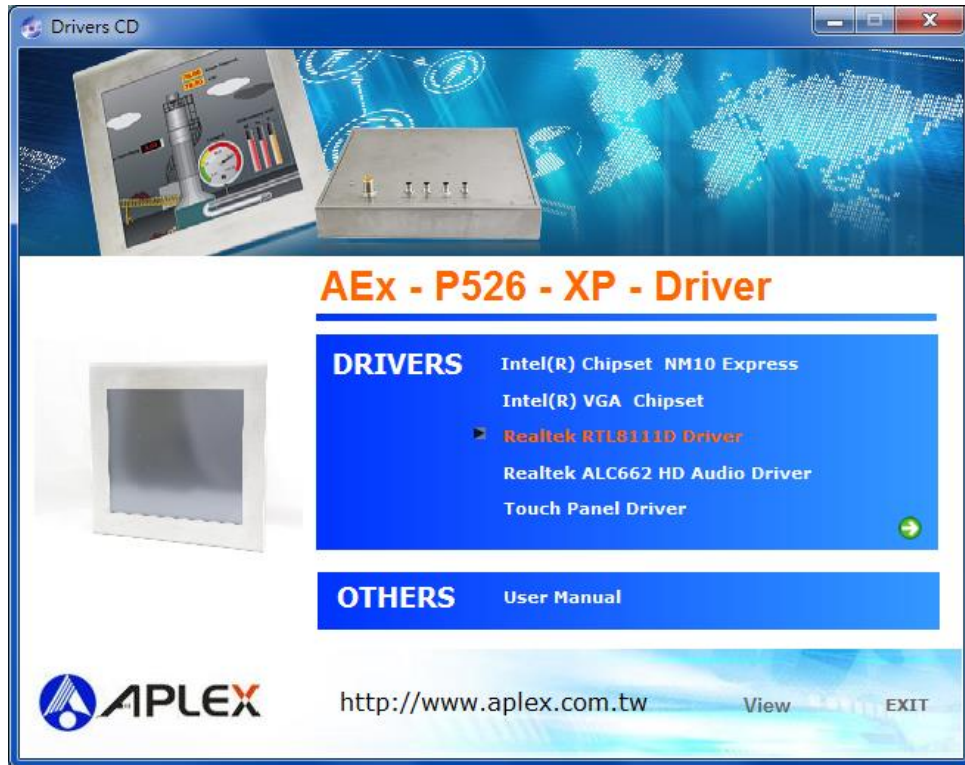 Drivers CD
AEx - P526 - XP - Driver
DRIVERS
Intel(R) Chipset  NM10 Express
Intel(R) VGA  Chipset
Realtek RTL8111D Driver
Realtek ALC662 HD Audio Driver
Touch Panel Driver
OTHERS
User Manual
APLEX
http://www.aplex.com.tw
View
EXIT